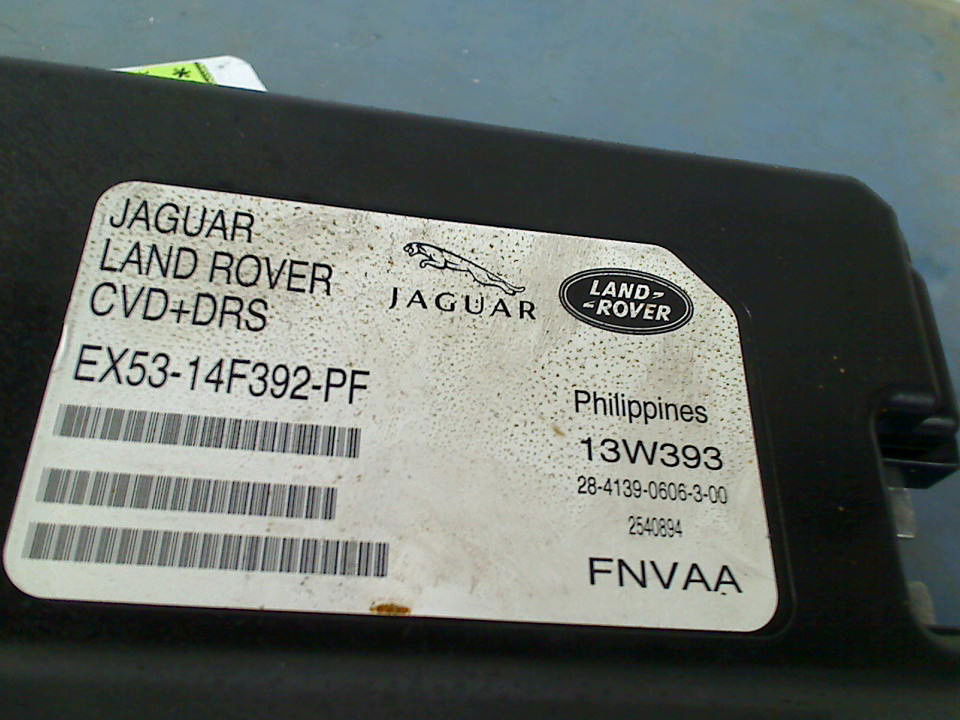 JAGUAR
LAND ROVER
CVD+DRS
EX53-14F392-PF
JAGUAR
LAND-
-ROVER
Philippines
13W393
28-4139-0606-3-00
2540894
FNVAA